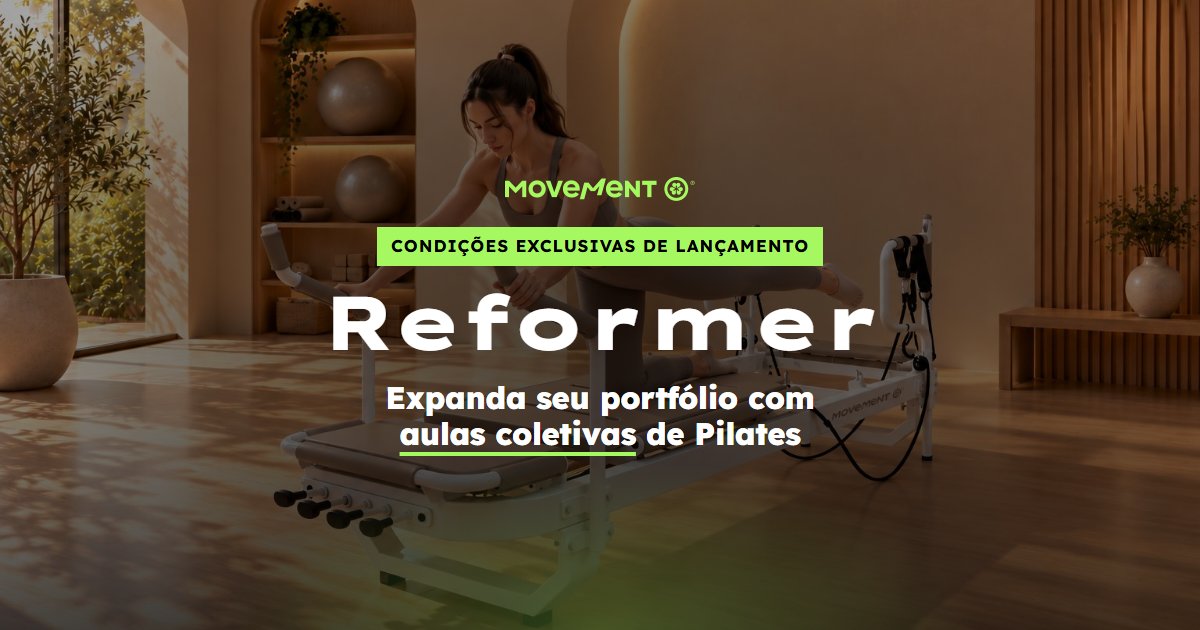 MOVEMENT
CONDIÇÕES EXCLUSIVAS DE LANÇAMENTO
Reformer
Expanda seu portfólio com
aulas coletivas de Pilates
MOVEMENT